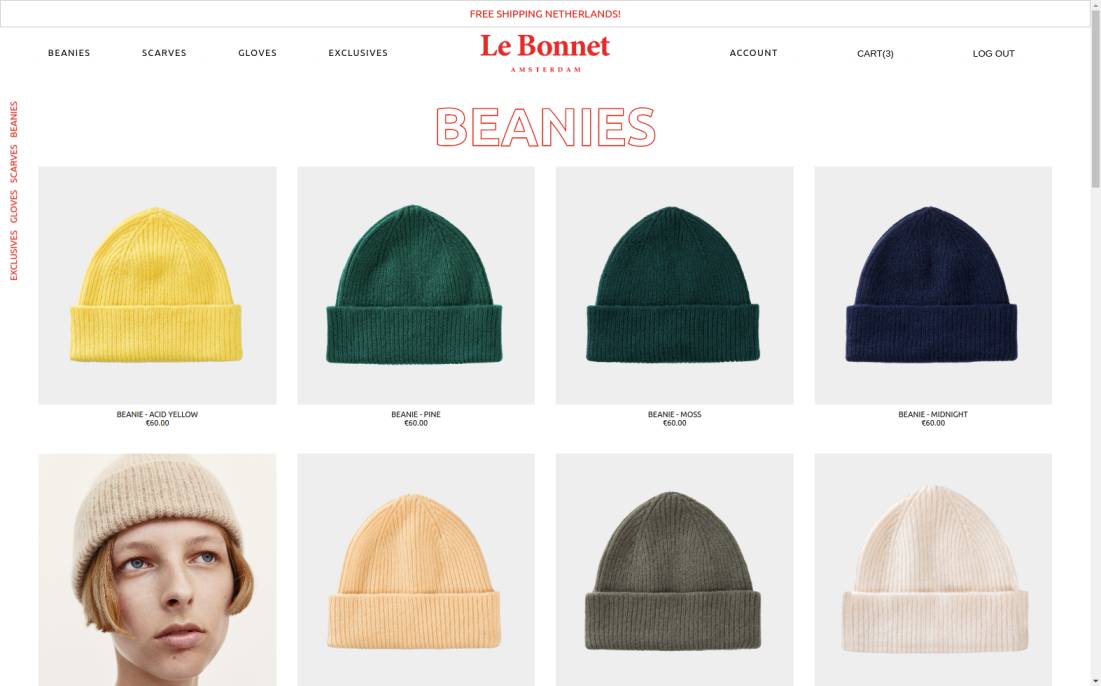 FREE SHIPPING NETHERLANDS!
BEANIES
SCARVES
GLOVES
EXCLUSIVES
Le Bonnet
AMSTERDAM
ACCOUNT
CART(3)
LOG OUT
EXCLUSIVES GLOVES SCARVES BEANIES
BEANIES
BEANIE - ACID YELLOW
€60.00
BEANIE - PINE
€60.00
BEANIE - MOSS
€60.00
BEANIE - MIDNIGHT
€60.00